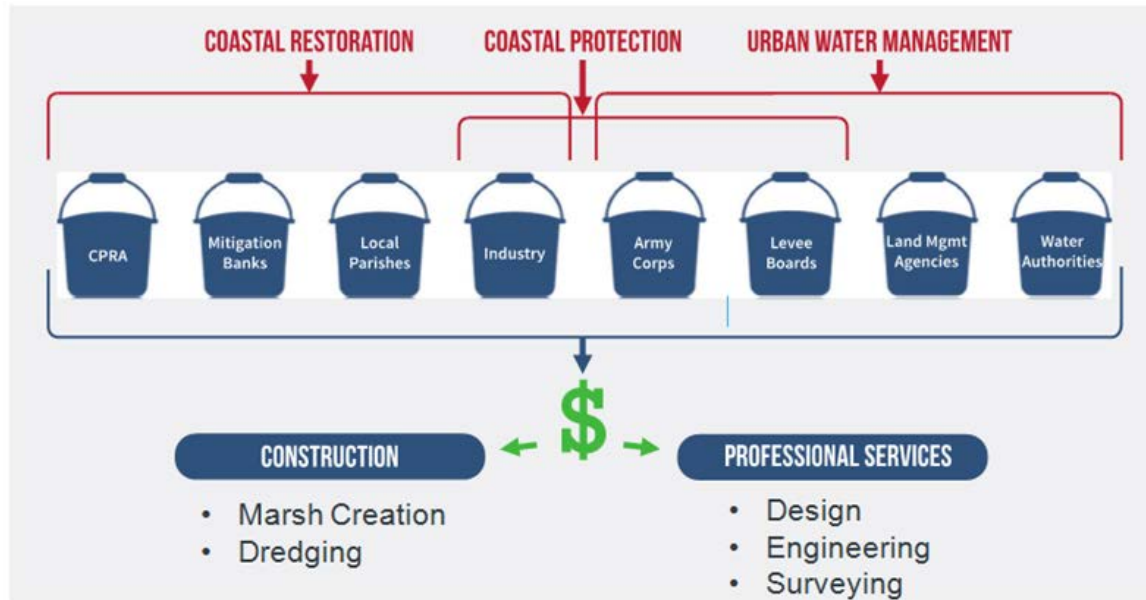 COASTAL RESTORATION
COASTAL PROTECTION
URBAN WATER MANAGEMENT
CPRA
Mitigation
Banks
Local
Parishes
Industry
Army
Corps
Levee
Boards
Land Mgmt
Agencies
Water
Authorities
$
CONSTRUCTION
• Marsh Creation
• Dredging
PROFESSIONAL SERVICES
• Design
• Engineering
• Surveying